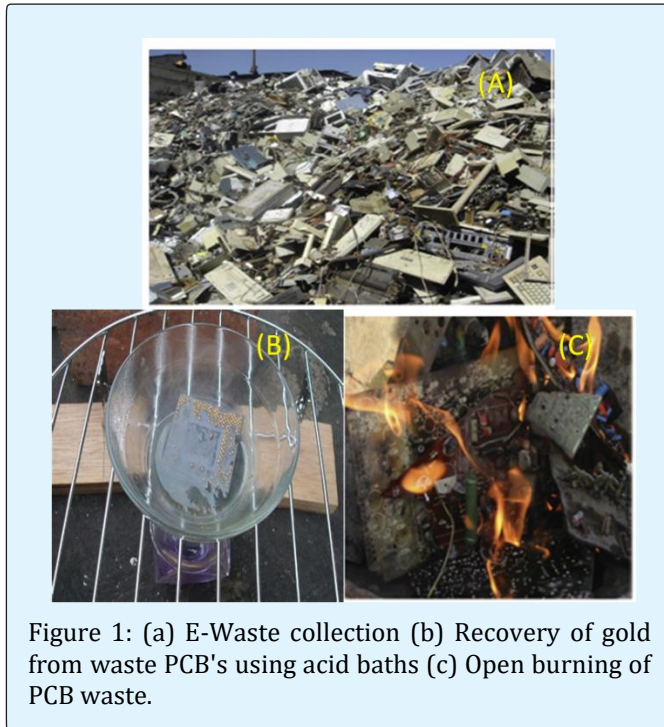 (A)
(B)
(C)
Figure 1: (a) E-Waste collection (b) Recovery of gold
from waste PCB's using acid baths (c) Open burning of
PCB waste.